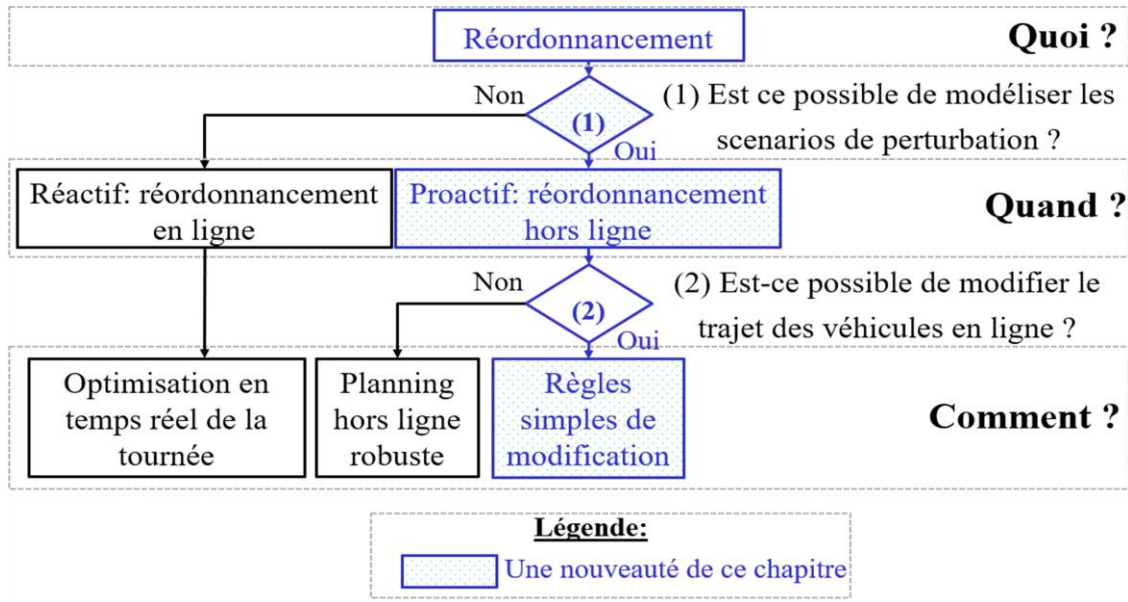 Réordonnancement
Quoi ?
Non
(1)
Oui
(1) Est ce possible de modéliser les
scenarios de perturbation ?
Réactif: réordonnancement
en ligne
Proactif: réordonnancement
hors ligne
Quand ?
Non
(2)
Oui
(2) Est-ce possible de modifier le
trajet des véhicules en ligne ?
Optimisation en
temps réel de la
tournée
Planning
hors ligne
robuste
Règles
simples de
modification
Comment ?
Légende:
Une nouveauté de ce chapitre